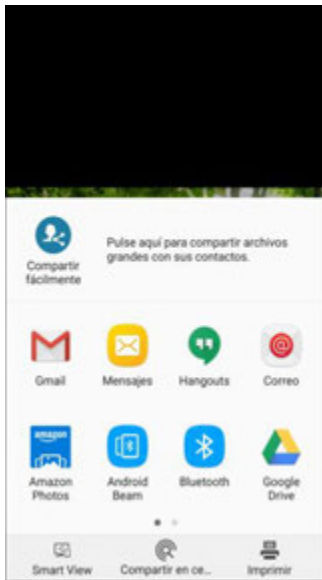 Pulse aquí para compartir archivos
grandes con sus contactos.
Compartir
fácilmente
Gmail
Mensajes
Hangouts
Correo
amazon
Amazon
Photos
Android
Beam
Bluetooth
Google
Drive
Smart View
Compartir en ce...
Imprimir